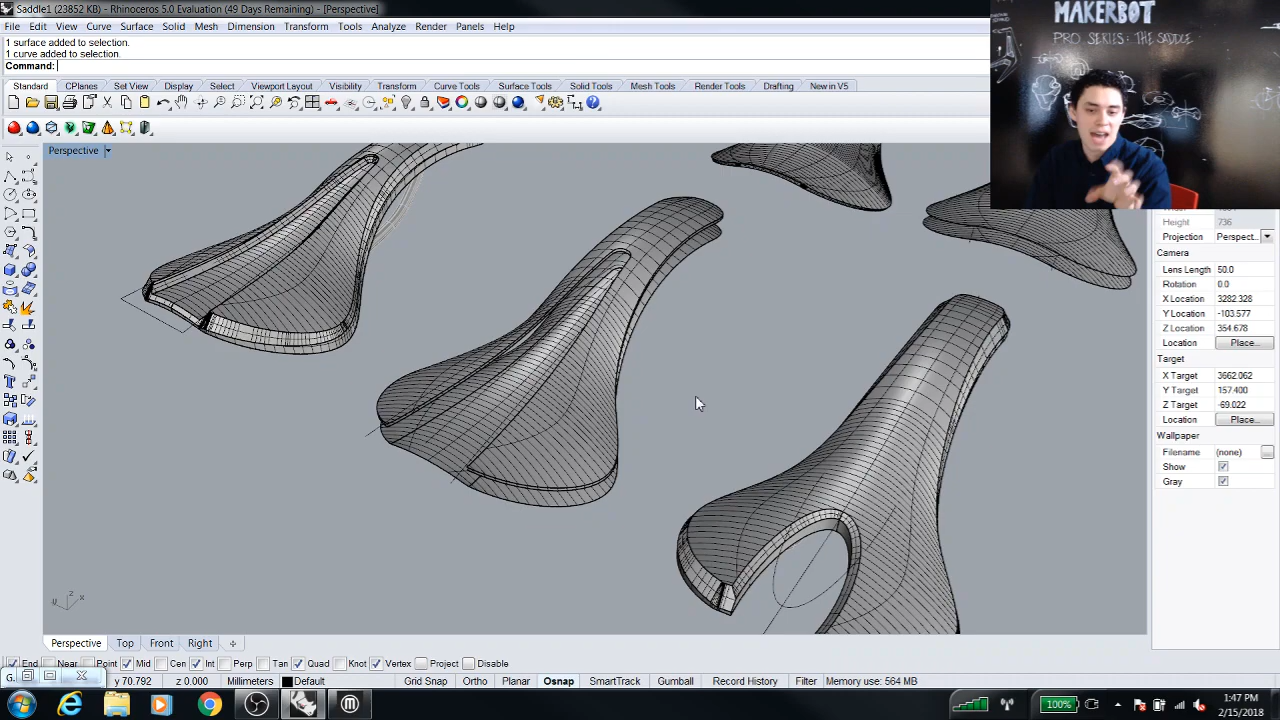 Saddle1 (23852 KB) - Rhinoceros 5.0 Evaluation (49 Days Remaining) - [Perspective]
File Edit View Curve Surface Solid Mesh Dimension Transform Tools Analyze Render Panels Help
1 surface added to selection.
1 curve added to selection.
Command:
Standard CPlanes Set View Display Select Viewport Layout Visibility Transform Curve Tools Surface Tools Solid Tools Mesh Tools Render Tools Drafting New in V5
MAKERBOT
PRO SERIES: THE SADDLE
Perspective
Height 736
Projection Perspect...
Camera
Lens Length 50.0
Rotation 0.0
X Location 3282.328
Y Location -103.577
Z Location 354.678
Location Place...
Target
X Target 3662.062
Y Target 157.400
Z Target -69.022
Location Place...
Wallpaper
Filename (none)
Show
Gray
z
x
Perspective Top Front Right
End Near Point Mid Cen Int Perp Tan Quad Knot Vertex Project Disable
G. y 70.792 z 0.000 Millimeters Default Grid Snap Ortho Planar Osnap SmartTrack Gumball Record History Filter Memory use: 564 MB
100%
1:47 PM
2/15/2018